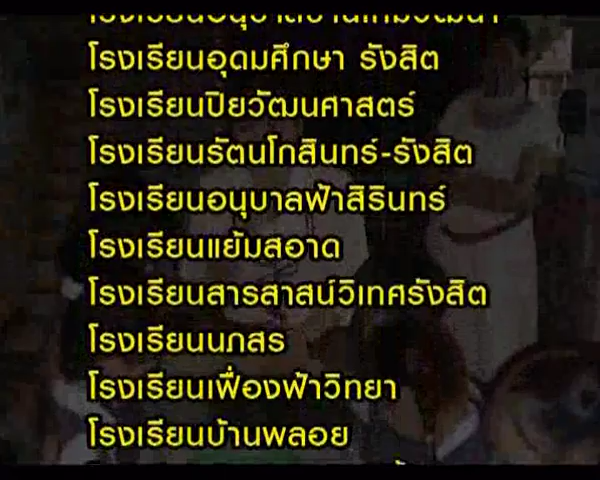 โรงเรียนอุดมศึกษา รังสิต
โรงเรียนปิยวัฒนศาสตร์
โรงเรียนรัตนโกสินทร์-รังสิต
โรงเรียนอนุบาลฟ้าสิรินทร์
โรงเรียนแย้มสอาด
โรงเรียนสารสาสน์วิเทศรังสิต
โรงเรียนนภสร
โรงเรียนเฟื่องฟ้าวิทยา
โรงเรียนบ้านพลอย